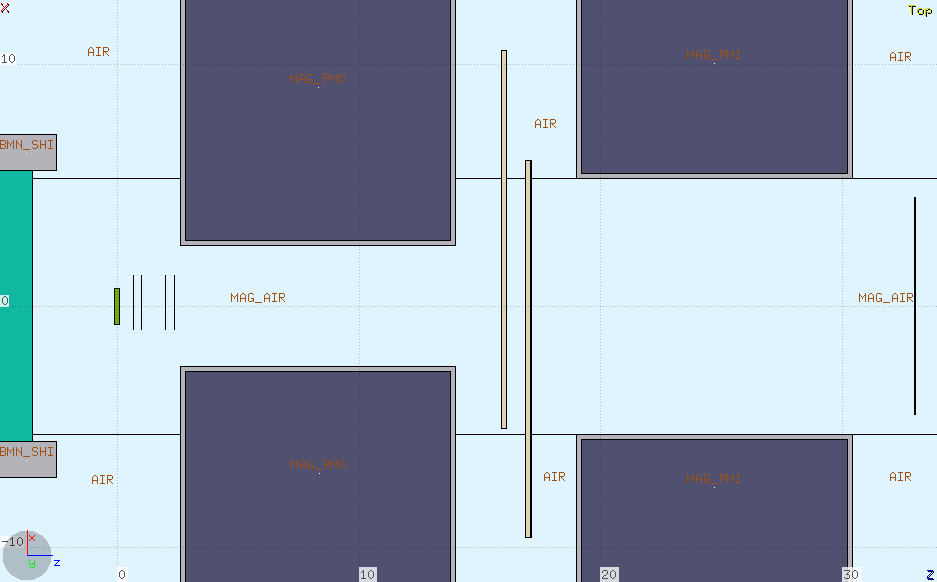 X
Top
10
AIR
MAG_PM0
MAG_PM1
AIR
AIR
BMN_SHI
0
MAG_AIR
MAG_AIR
BMN_SHI
AIR
MAG_PM0
AIR
MAG_PM1
AIR
-10
x
y
z
0
10
20
30
Z